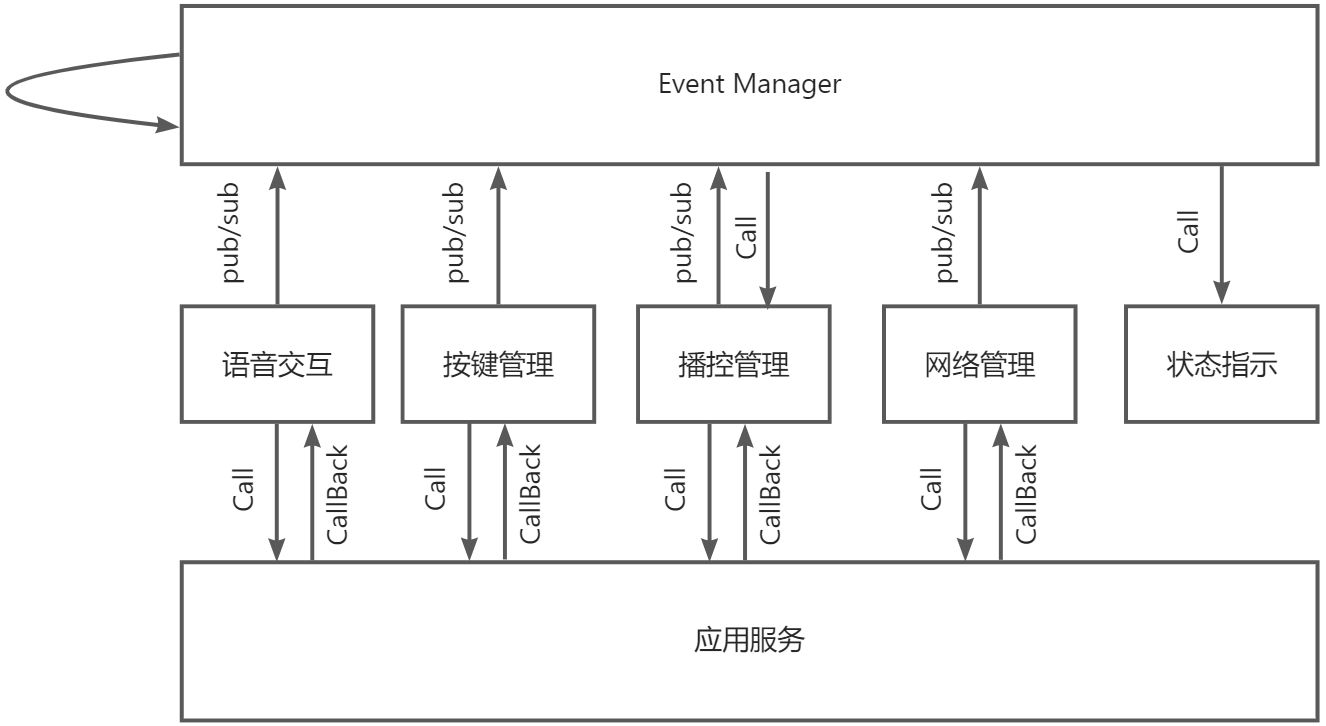 Event Manager
pub/sub
pub/sub
pub/sub
Call
pub/sub
Call
语音交互
按键管理
播控管理
网络管理
状态指示
Call
CallBack
Call
CallBack
Call
CallBack
Call
CallBack
应用服务